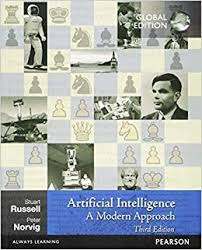 GLOBAL
EDITION
Stuart
Russell
Peter
Norvig
Artificial Intelligence
A Modern Approach
Third Edition
ALWAYS LEARNING
PEARSON